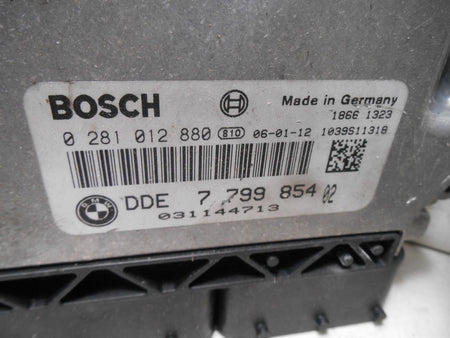 BOSCH
Made in Germany
1866 1323
0 281 012 880 810 06-01-12 1039S11318
BMW
DDE 7 799 854 02
031144713